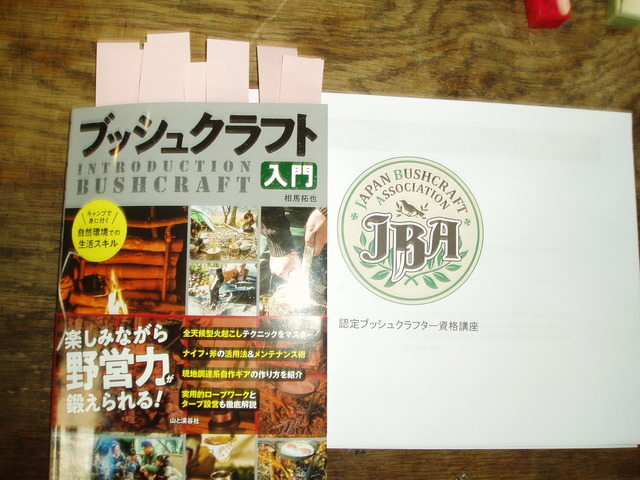 ブッシュクラフト
INTRODUCTION
BUSHCRAFT
入門
相馬拓也
キャンプで
身に付く
自然環境での
生活スキル
楽しみながら
野営力が
鍛えられる!
全天候型火起こしテクニックをマスター
ナイフ・斧の活用法&メンテナンス術
現地調達系自作ギアの作り方を紹介
実用的ロープワークと
タープ設営も徹底解説
山と溪谷社
JAPAN BUSHCRAFT
ASSOCIATION
JBA
認定ブッシュクラフター資格講座